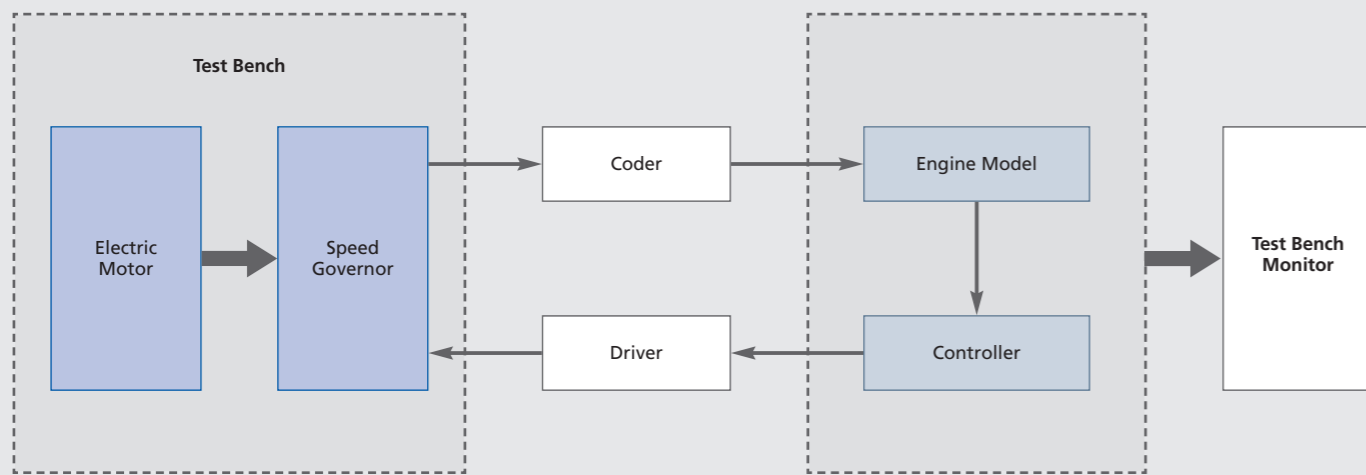 Test Bench
Electric
Motor
Speed
Governor
Coder
Driver
Engine Model
Controller
Test Bench
Monitor